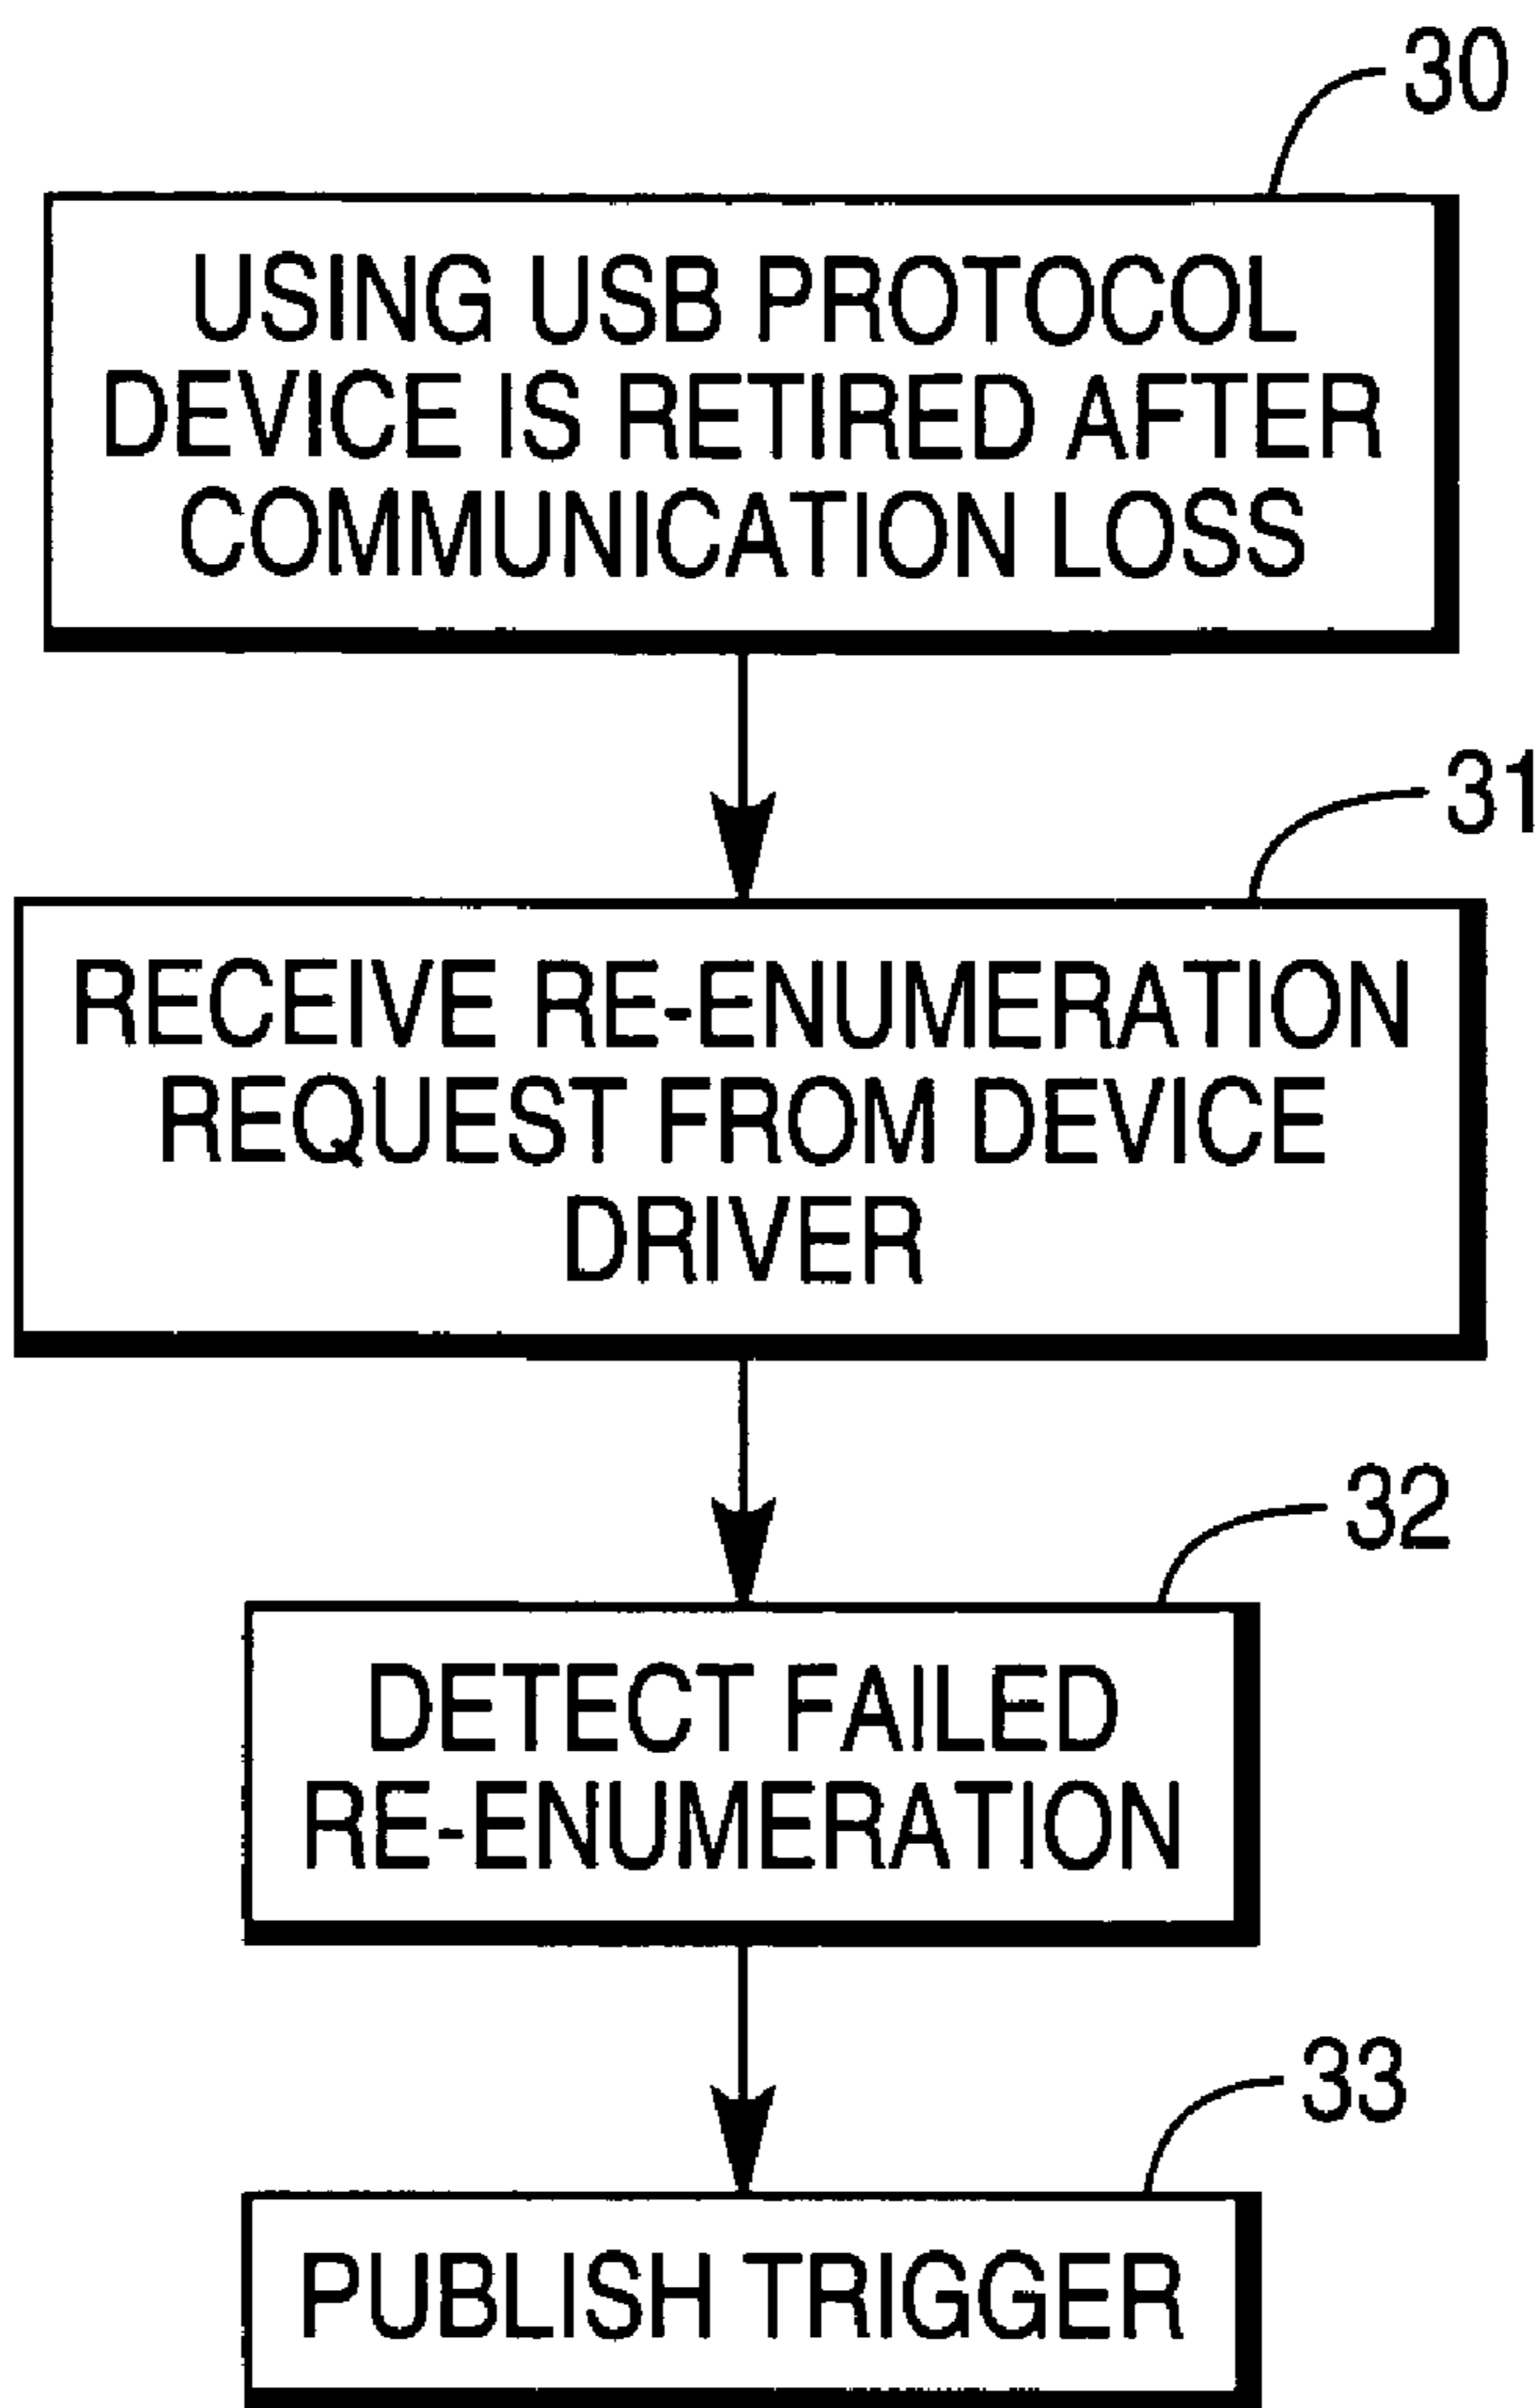 30
USING USB PROTOCOL
DEVICE IS RETIRED AFTER
COMMUNICATION LOSS
31
RECEIVE RE-ENUMERATION
REQUEST FROM DEVICE
DRIVER
32
DETECT FAILED
RE-ENUMERATION
33
PUBLISH TRIGGER